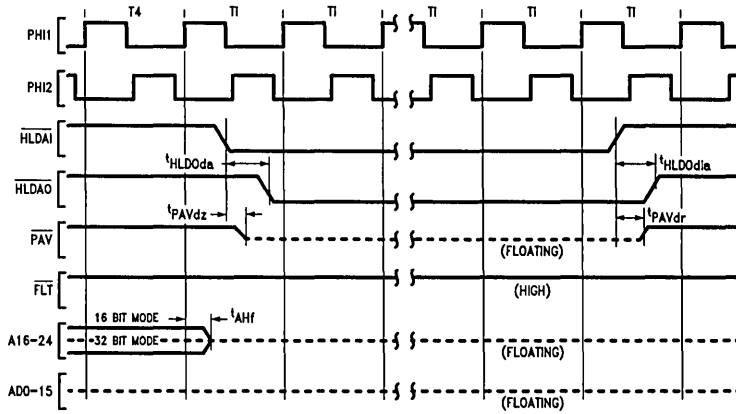 T4 TI TI TI TI TI
PHI1
PHI2
HLDAI
tHLDOda
tHLDOdia
HLDAO
tPAVdz
tPAVdr
PAV
(FLOATING)
FLT
(HIGH)
16 BIT MODE
tAHf
A16-24
32 BIT MODE
(FLOATING)
AD0-15
(FLOATING)